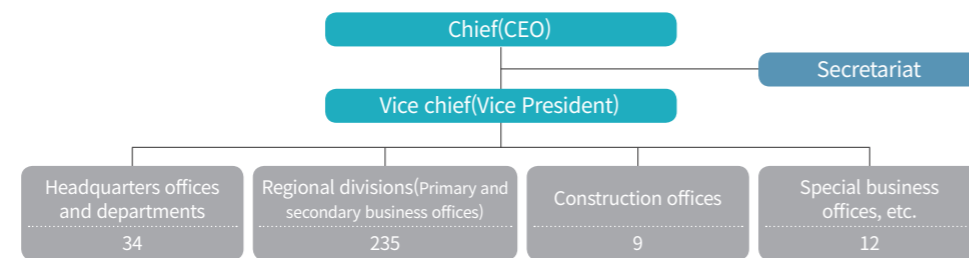 Chief(CEO)
Secretariat
Vice chief(Vice President)
Headquarters offices
and departments
34
Regional divisions(Primary and
secondary business offices)
235
Construction offices
9
Special business
offices, etc.
12